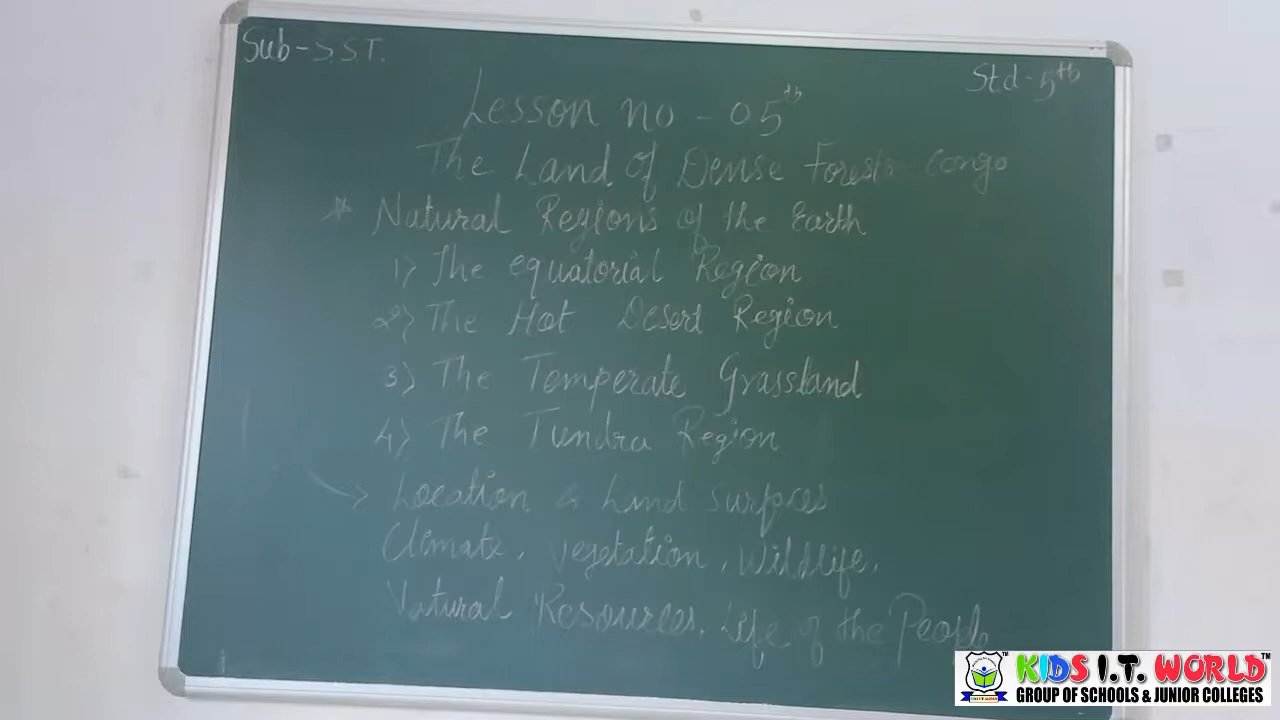 Sub-S.ST.
Std-5th
Lesson no - 05th
The Land of Dense Forests Congo
* Natural Regions of the Earth
1) The equatorial Region
2) The Hot Desert Region
3) The Temperate Grassland
4) The Tundra Region
→ Location & Land surfaces
Climate, vegetation, Wildlife,
Natural Resources, Life of the People
KIDS I.T. WORLD™
GROUP OF SCHOOLS & JUNIOR COLLEGES